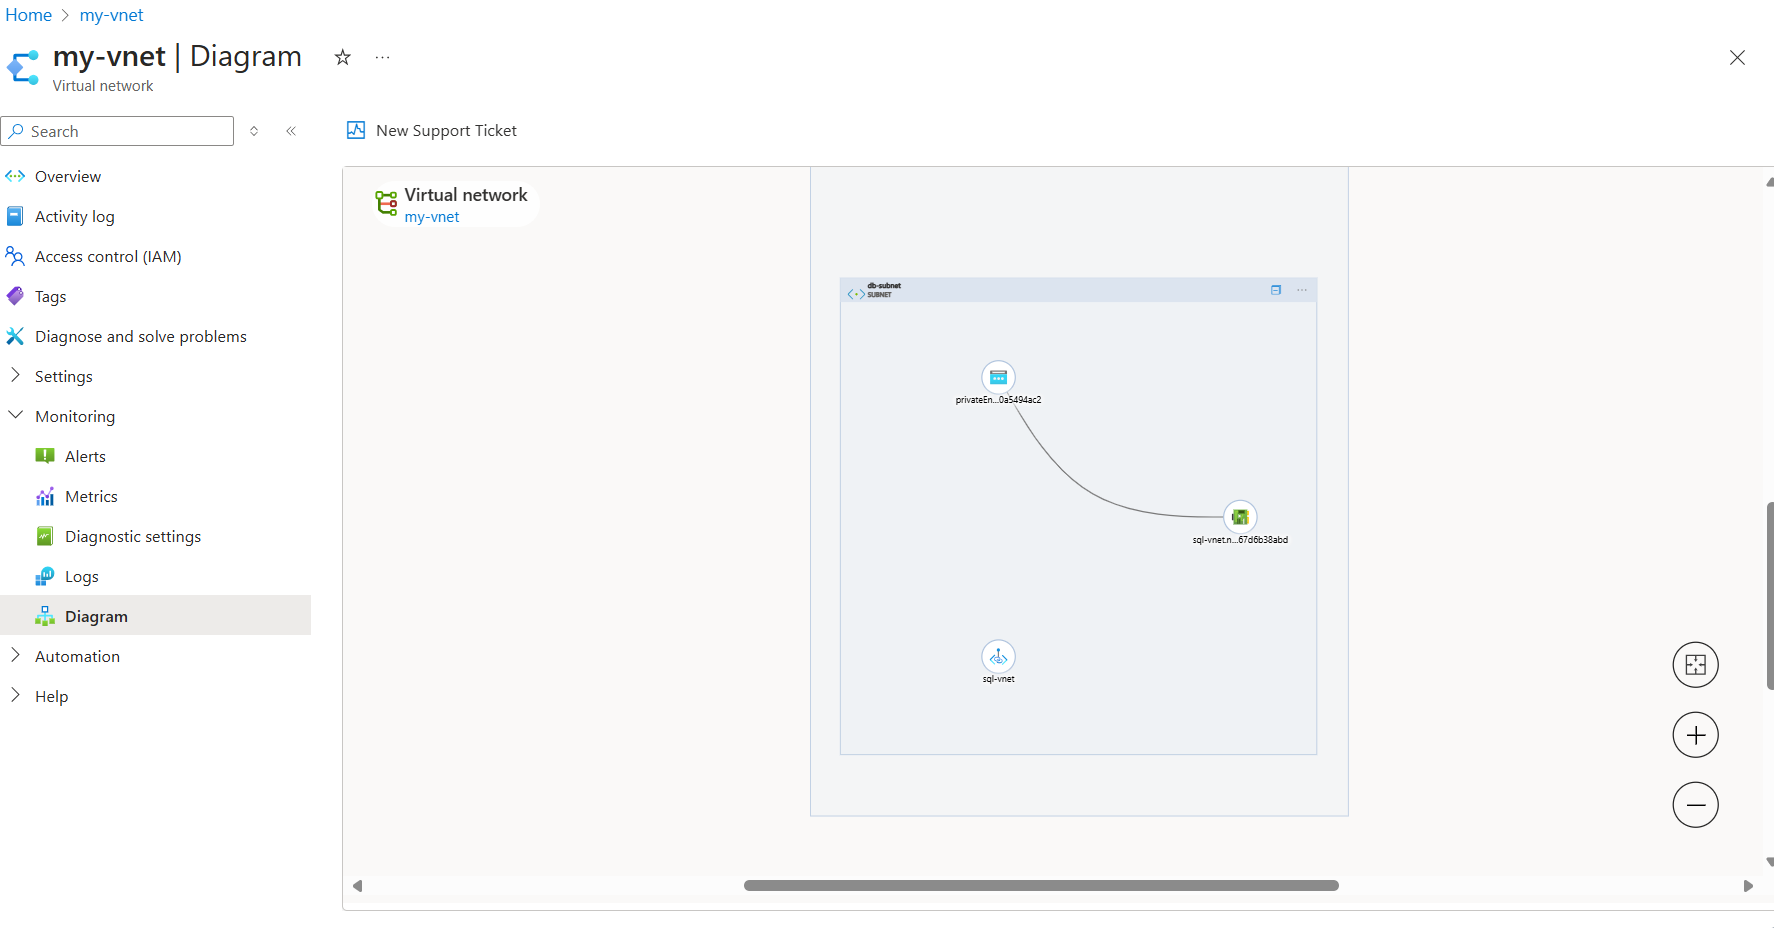 Home > my-vnet
my-vnet | Diagram
Virtual network
Search
New Support Ticket
Overview
Activity log
Access control (IAM)
Tags
Diagnose and solve problems
Settings
Monitoring
Alerts
Metrics
Diagnostic settings
Logs
Diagram
Automation
Help
Virtual network
my-vnet
db-subnet
SUBNET
privateEn...0a5494ac2
sql-vnet.n...67d6b38abd
sql-vnet